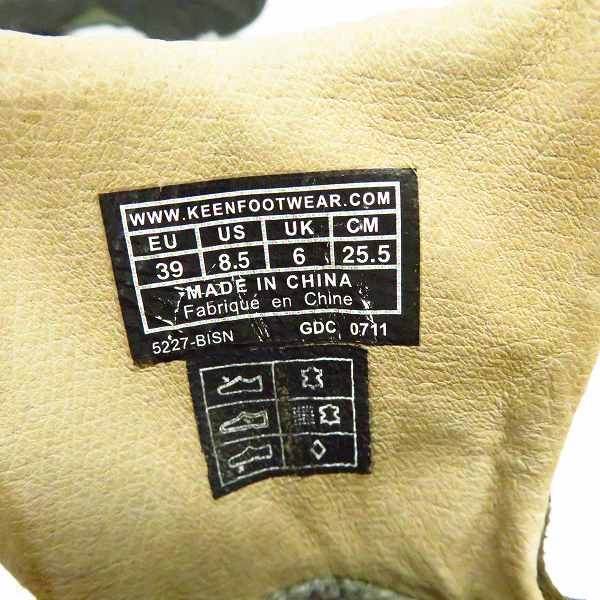 WWW.KEENFOOTWEAR.COM
EU US UK CM
39 8.5 6 25.5
MADE IN CHINA
Fabrique en Chine
5227-BISN GDC 0711